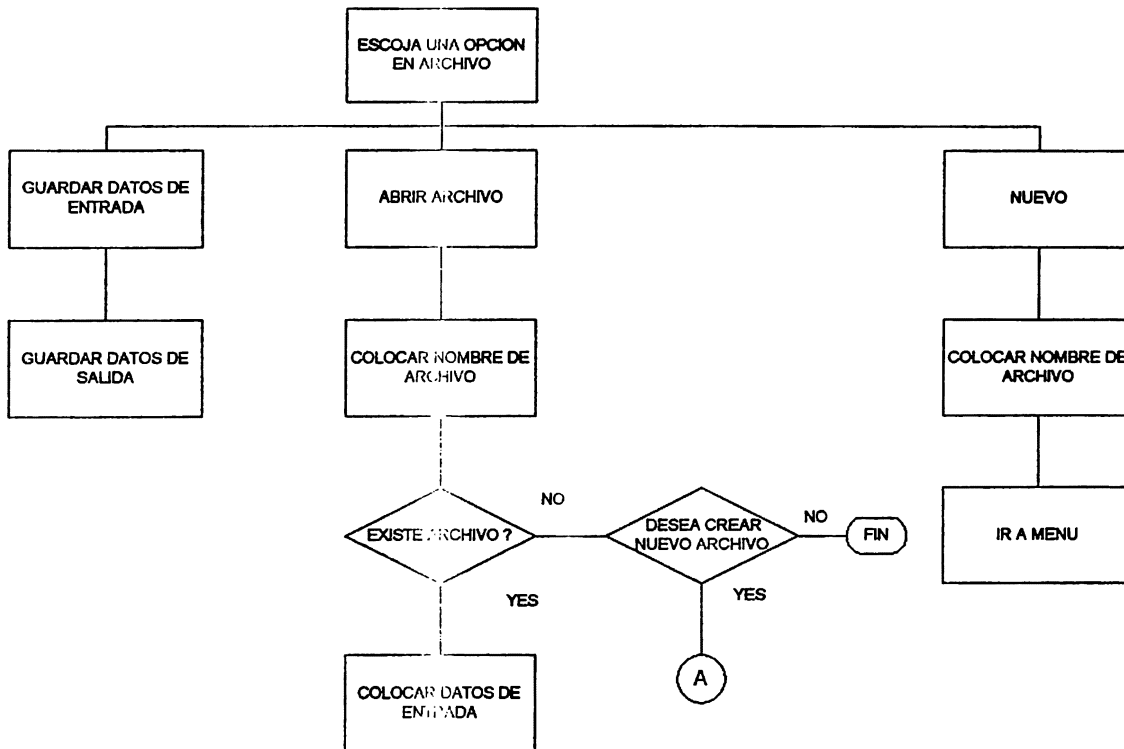 ESCOJA UNA OPCION
EN ARCHIVO
GUARDAR DATOS DE
ENTRADA
ABRIR ARCHIVO
NUEVO
GUARDAR DATOS DE
SALIDA
COLOCAR NOMBRE DE
ARCHIVO
COLOCAR NOMBRE DE
ARCHIVO
EXISTE ARCHIVO ?
NO
DESEA CREAR
NUEVO ARCHIVO
NO
FIN
IR A MENU
YES
YES
COLOCAR DATOS DE
ENTRADA
A